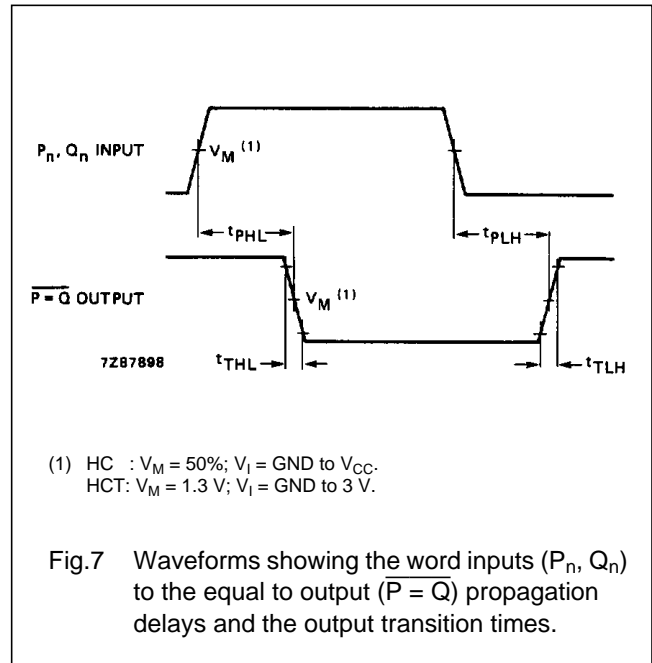 Pn, Qn INPUT
VM (1)
tPHL
tPLH
P = Q OUTPUT
VM (1)
7Z87898
tTHL
tTLH
(1) HC : VM = 50%; VI = GND to VCC.
HCT: VM = 1.3 V; VI = GND to 3 V.
Fig.7 Waveforms showing the word inputs (Pn, Qn)
to the equal to output (P = Q) propagation
delays and the output transition times.